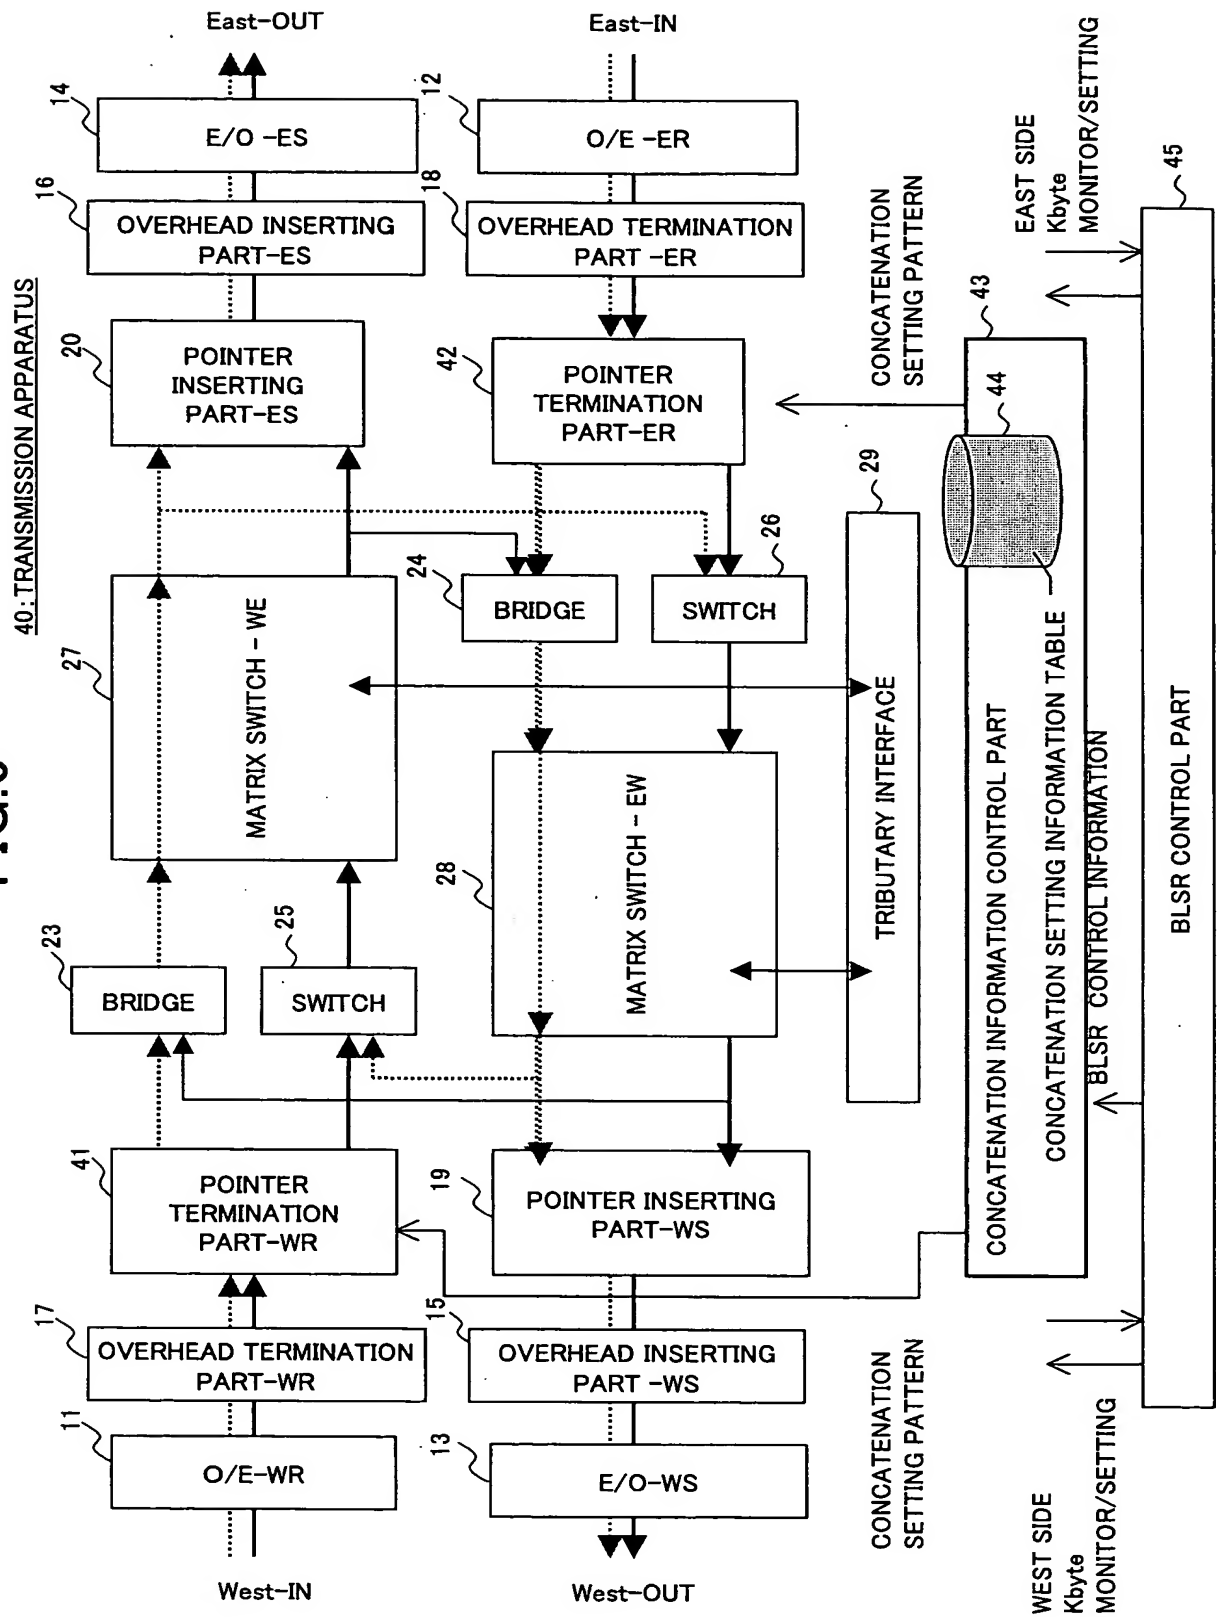 East-OUT
East-IN
14
E/O -ES
12
O/E -ER
16
OVERHEAD INSERTING
PART-ES
18
OVERHEAD TERMINATION
PART -ER
40:TRANSMISSION APPARATUS
20
POINTER
INSERTING
PART-ES
42
POINTER
TERMINATION
PART-ER
CONCATENATION
SETTING PATTERN
EAST SIDE
Kbyte
MONITOR/SETTING
45
43
44
29
27
MATRIX SWITCH - WE
24
BRIDGE
26
SWITCH
28
MATRIX SWITCH - EW
TRIBUTARY INTERFACE
CONCATENATION INFORMATION CONTROL PART
CONCATENATION SETTING INFORMATION TABLE
BLSR CONTROL INFORMATION
BLSR CONTROL PART
23
BRIDGE
25
SWITCH
41
POINTER
TERMINATION
PART-WR
19
POINTER INSERTING
PART-WS
17
OVERHEAD TERMINATION
PART-WR
15
OVERHEAD INSERTING
PART -WS
11
O/E-WR
13
E/O-WS
CONCATENATION
SETTING PATTERN
WEST SIDE
Kbyte
MONITOR/SETTING
West-IN
West-OUT